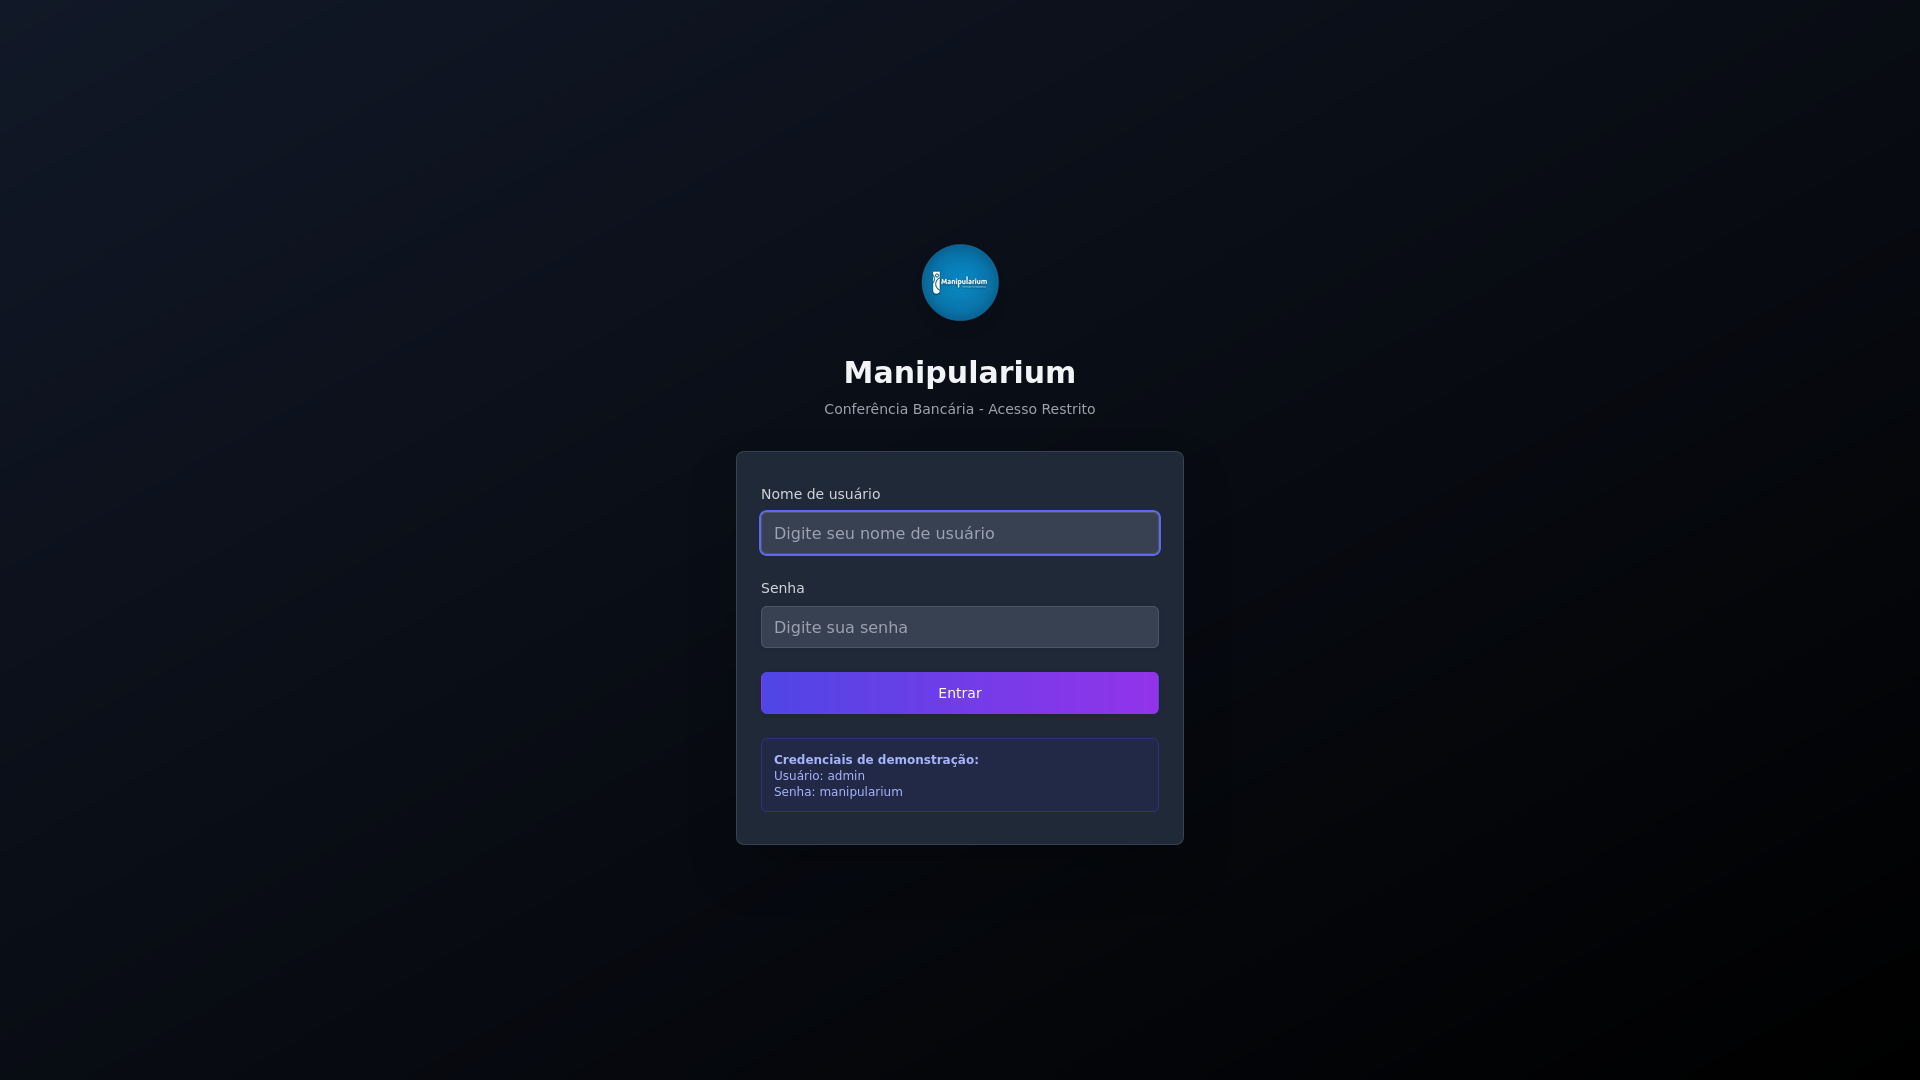 Manipularium
Manipularium
Conferência Bancária - Acesso Restrito
Nome de usuário
Digite seu nome de usuário
Senha
Digite sua senha
Entrar
Credenciais de demonstração:
Usuário: admin
Senha: manipularium